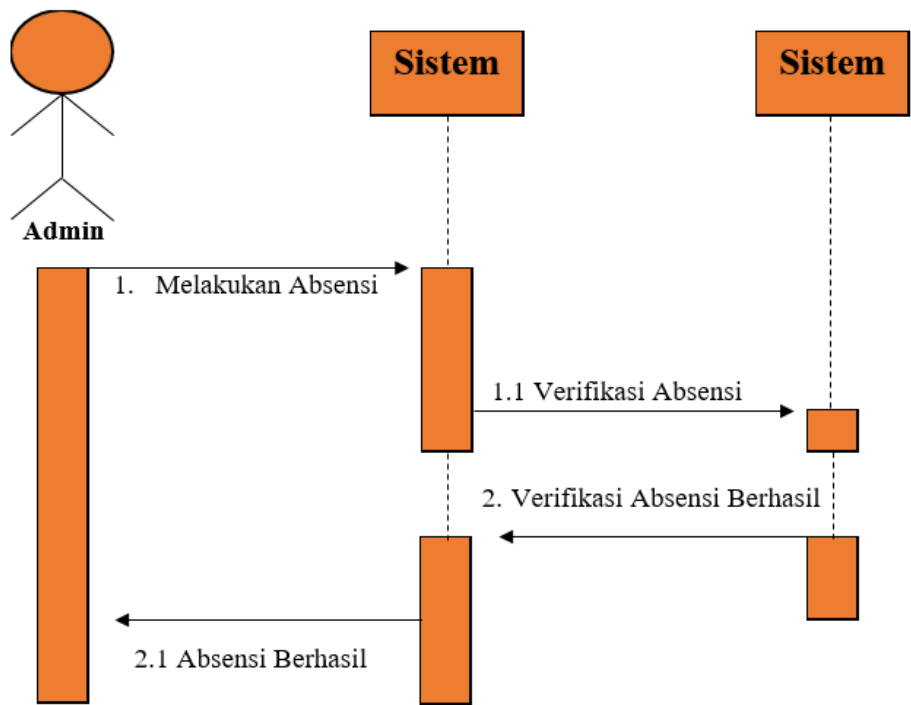 Sistem
Sistem
Admin
1. Melakukan Absensi
1.1 Verifikasi Absensi
2. Verifikasi Absensi Berhasil
2.1 Absensi Berhasil